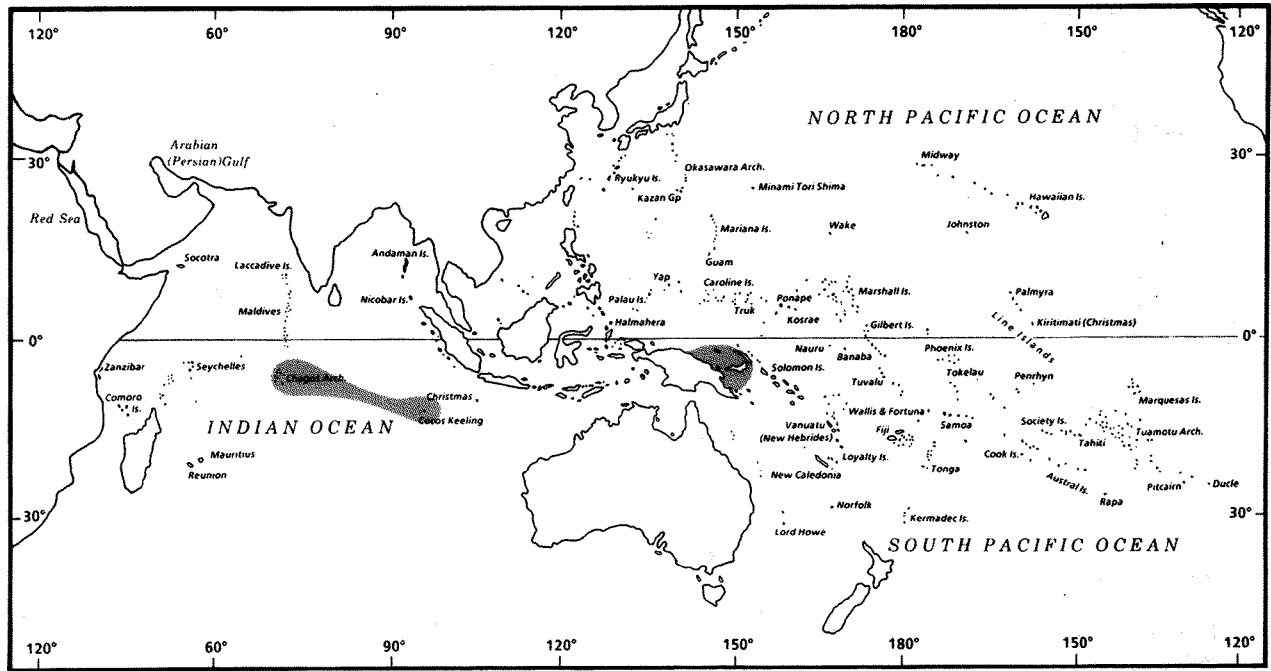 120° 60° 90° 120° 150° 180° 150° 120°
NORTH PACIFIC OCEAN
Arabian
(Persian)Gulf
30°
30°
Midway
Okasawara Arch.
Ryukyu Is.
Minami Tori Shima
Kazan Gp
Hawaiian Is.
Red Sea
Mariana Is.
Wake
Johnston
Socotra
Andaman Is.
Laccadive Is.
Guam
Yap
Caroline Is.
Nicobar Is.
Palau Is.
Ponape
Marshall Is.
Palmyra
Maldives
Truk
Kosrae
Halmahera
Gilbert Is.
Kiritimati (Christmas)
Line Islands
0°
0°
Nauru
Banaba
Phoenix Is.
Zanzibar
Seychelles
Solomon Is.
Tokelau
Chagos Arch.
Tuvalu
Penrhyn
Christmas
Comoro
Is.
Marquesas Is.
Wallis & Fortuna
Cocos Keeling
INDIAN OCEAN
Vanuatu
(New Hebrides)
Fiji
Samoa
Society Is.
Tahiti
Tuamotu Arch.
Mauritius
Loyalty Is.
Cook Is.
Reunion
New Caledonia
Tonga
Austral Is.
Pitcairn
Ducie
Rapa
Norfolk
30°
30°
Kermadec Is.
Lord Howe
SOUTH PACIFIC OCEAN
120° 60° 90° 120° 150° 180° 150° 120°